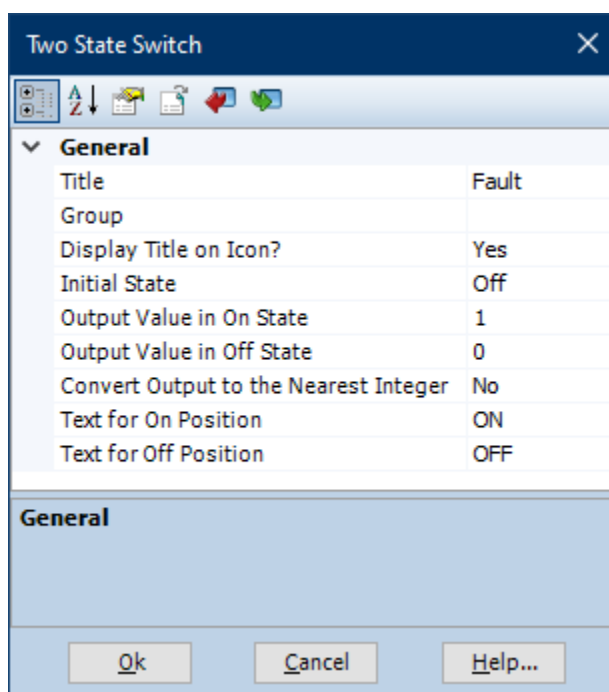 Two State Switch
General
Title Fault
Group
Display Title on Icon? Yes
Initial State Off
Output Value in On State 1
Output Value in Off State 0
Convert Output to the Nearest Integer No
Text for On Position ON
Text for Off Position OFF
General
Ok Cancel Help...